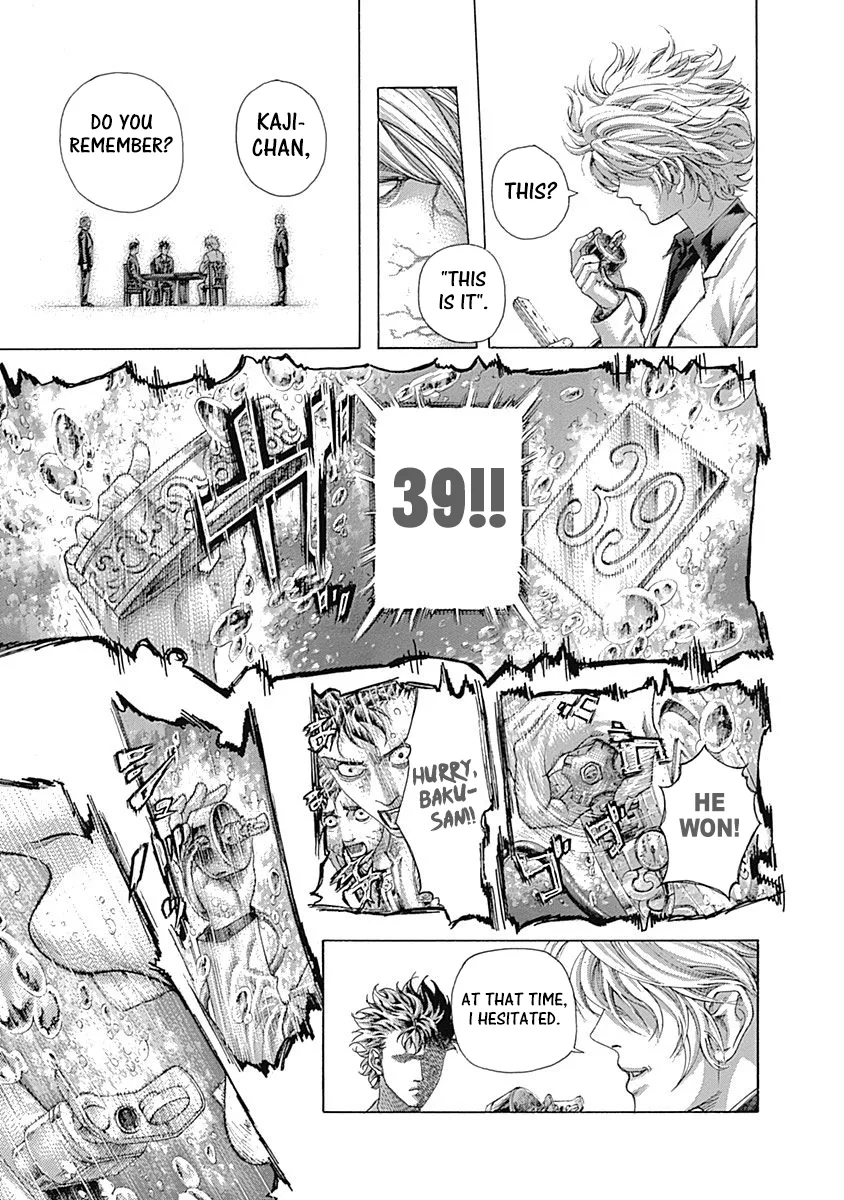 THIS?
"THIS
IS IT".
KAJI-
CHAN,
DO YOU
REMEMBER?
59
39!!
HE
WON!
HURRY,
BAKU-
SAN!!
AT THAT TIME,
I HESITATED.